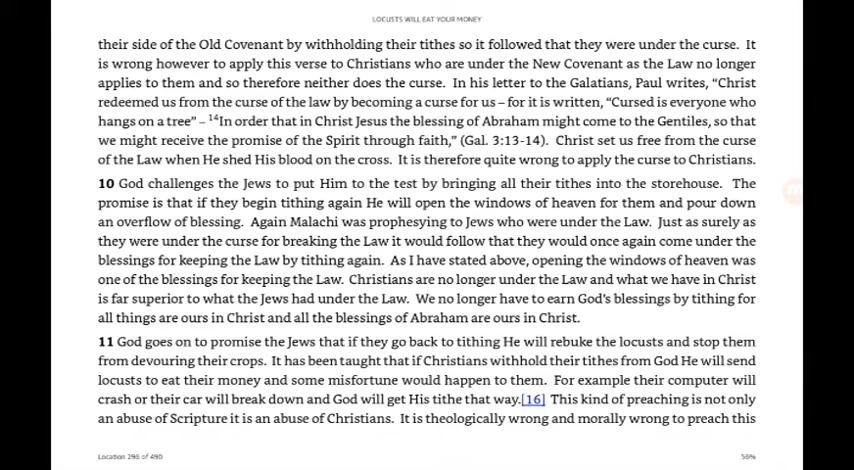 LOCUSTS WILL EAT YOUR MONEY
their side of the Old Covenant by withholding their tithes so it followed that they were under the curse. It
is wrong however to apply this verse to Christians who are under the New Covenant as the Law no longer
applies to them and so therefore neither does the curse. In his letter to the Galatians, Paul writes, “Christ
redeemed us from the curse of the law by becoming a curse for us – for it is written, “Cursed is everyone who
hangs on a tree” – 14In order that in Christ Jesus the blessing of Abraham might come to the Gentiles, so that
we might receive the promise of the Spirit through faith,” (Gal. 3:13-14). Christ set us free from the curse
of the Law when He shed His blood on the cross. It is therefore quite wrong to apply the curse to Christians.
10 God challenges the Jews to put Him to the test by bringing all their tithes into the storehouse. The
promise is that if they begin tithing again He will open the windows of heaven for them and pour down
an overflow of blessing. Again Malachi was prophesying to Jews who were under the Law. Just as surely as
they were under the curse for breaking the Law it would follow that they would once again come under the
blessings for keeping the Law by tithing again. As I have stated above, opening the windows of heaven was
one of the blessings for keeping the Law. Christians are no longer under the Law and what we have in Christ
is far superior to what the Jews had under the Law. We no longer have to earn God's blessings by tithing for
all things are ours in Christ and all the blessings of Abraham are ours in Christ.
11 God goes on to promise the Jews that if they go back to tithing He will rebuke the locusts and stop them
from devouring their crops. It has been taught that if Christians withhold their tithes from God He will send
locusts to eat their money and some misfortune would happen to them. For example their computer will
crash or their car will break down and God will get His tithe that way.[16] This kind of preaching is not only
an abuse of Scripture it is an abuse of Christians. It is theologically wrong and morally wrong to preach this
Location 296 of 490
56%